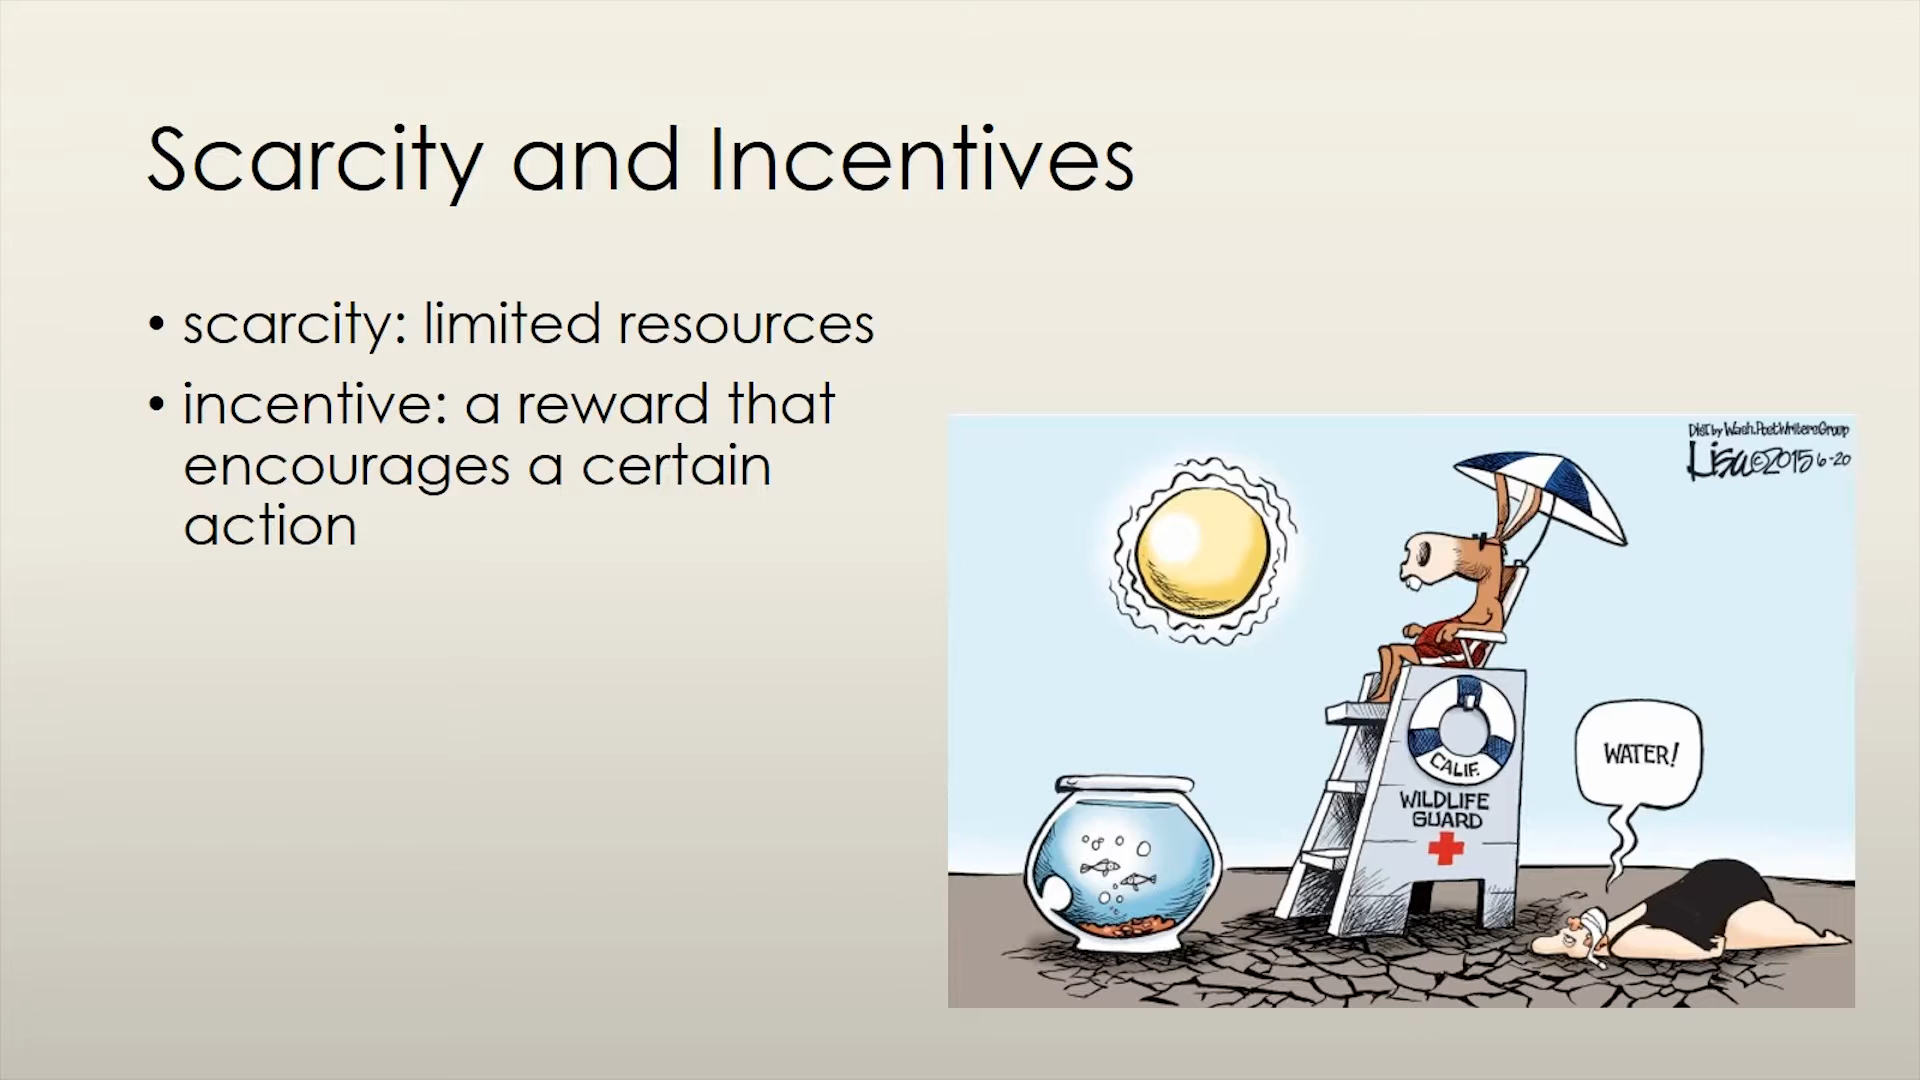 Scarcity and Incentives
• scarcity: limited resources
• incentive: a reward that
encourages a certain
action
Dist by Wash.PostWritersGroup
Lisa©2015 6-20
WATER!
CALIF.
WILDLIFE
GUARD